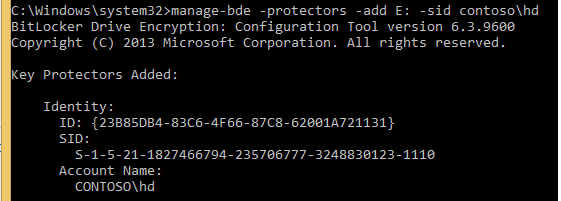 C:\Windows\system32>manage-bde -protectors -add E: -sid contoso\hd
BitLocker Drive Encryption: Configuration Tool version 6.3.9600
Copyright (C) 2013 Microsoft Corporation. All rights reserved.
Key Protectors Added:
Identity:
ID: {23B85DB4-83C6-4F66-87C8-62001A721131}
SID:
S-1-5-21-1827466794-235706777-3248830123-1110
Account Name:
CONTOSO\hd